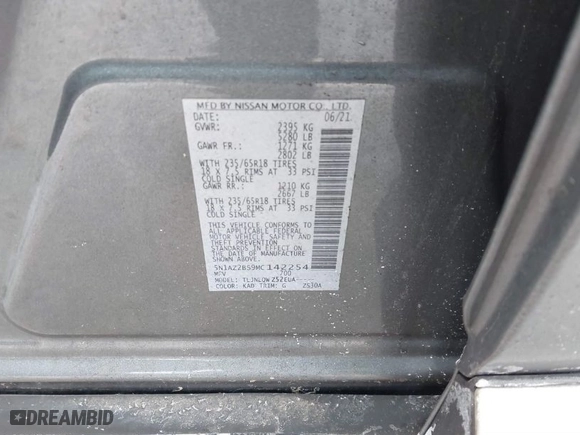 MFD BY NISSAN MOTOR CO., LTD.
DATE: 06/21
GVWR: 2395 KG
5280 LB
GAWR FR.: 1271 KG
2802 LB
WITH 235/65R18 TIRES
18 X 7.5 RIMS AT 33 PSI
COLD SINGLE
GAWR RR.: 1210 KG
2667 LB
WITH 235/65R18 TIRES
18 X 7.5 RIMS AT 33 PSI
COLD SINGLE
THIS VEHICLE CONFORMS TO
ALL APPLICABLE FEDERAL
MOTOR VEHICLE SAFETY AND
THEFT PREVENTION
STANDARDS IN EFFECT ON
THE DATE OF MANUFACTURE
SHOWN ABOVE.
5N1AZ2BS9MC142254
MPV 700
MODEL: TLJNLQWZ52EUA-----
COLOR: KAD TRIM: G Z530A
DREAMBID